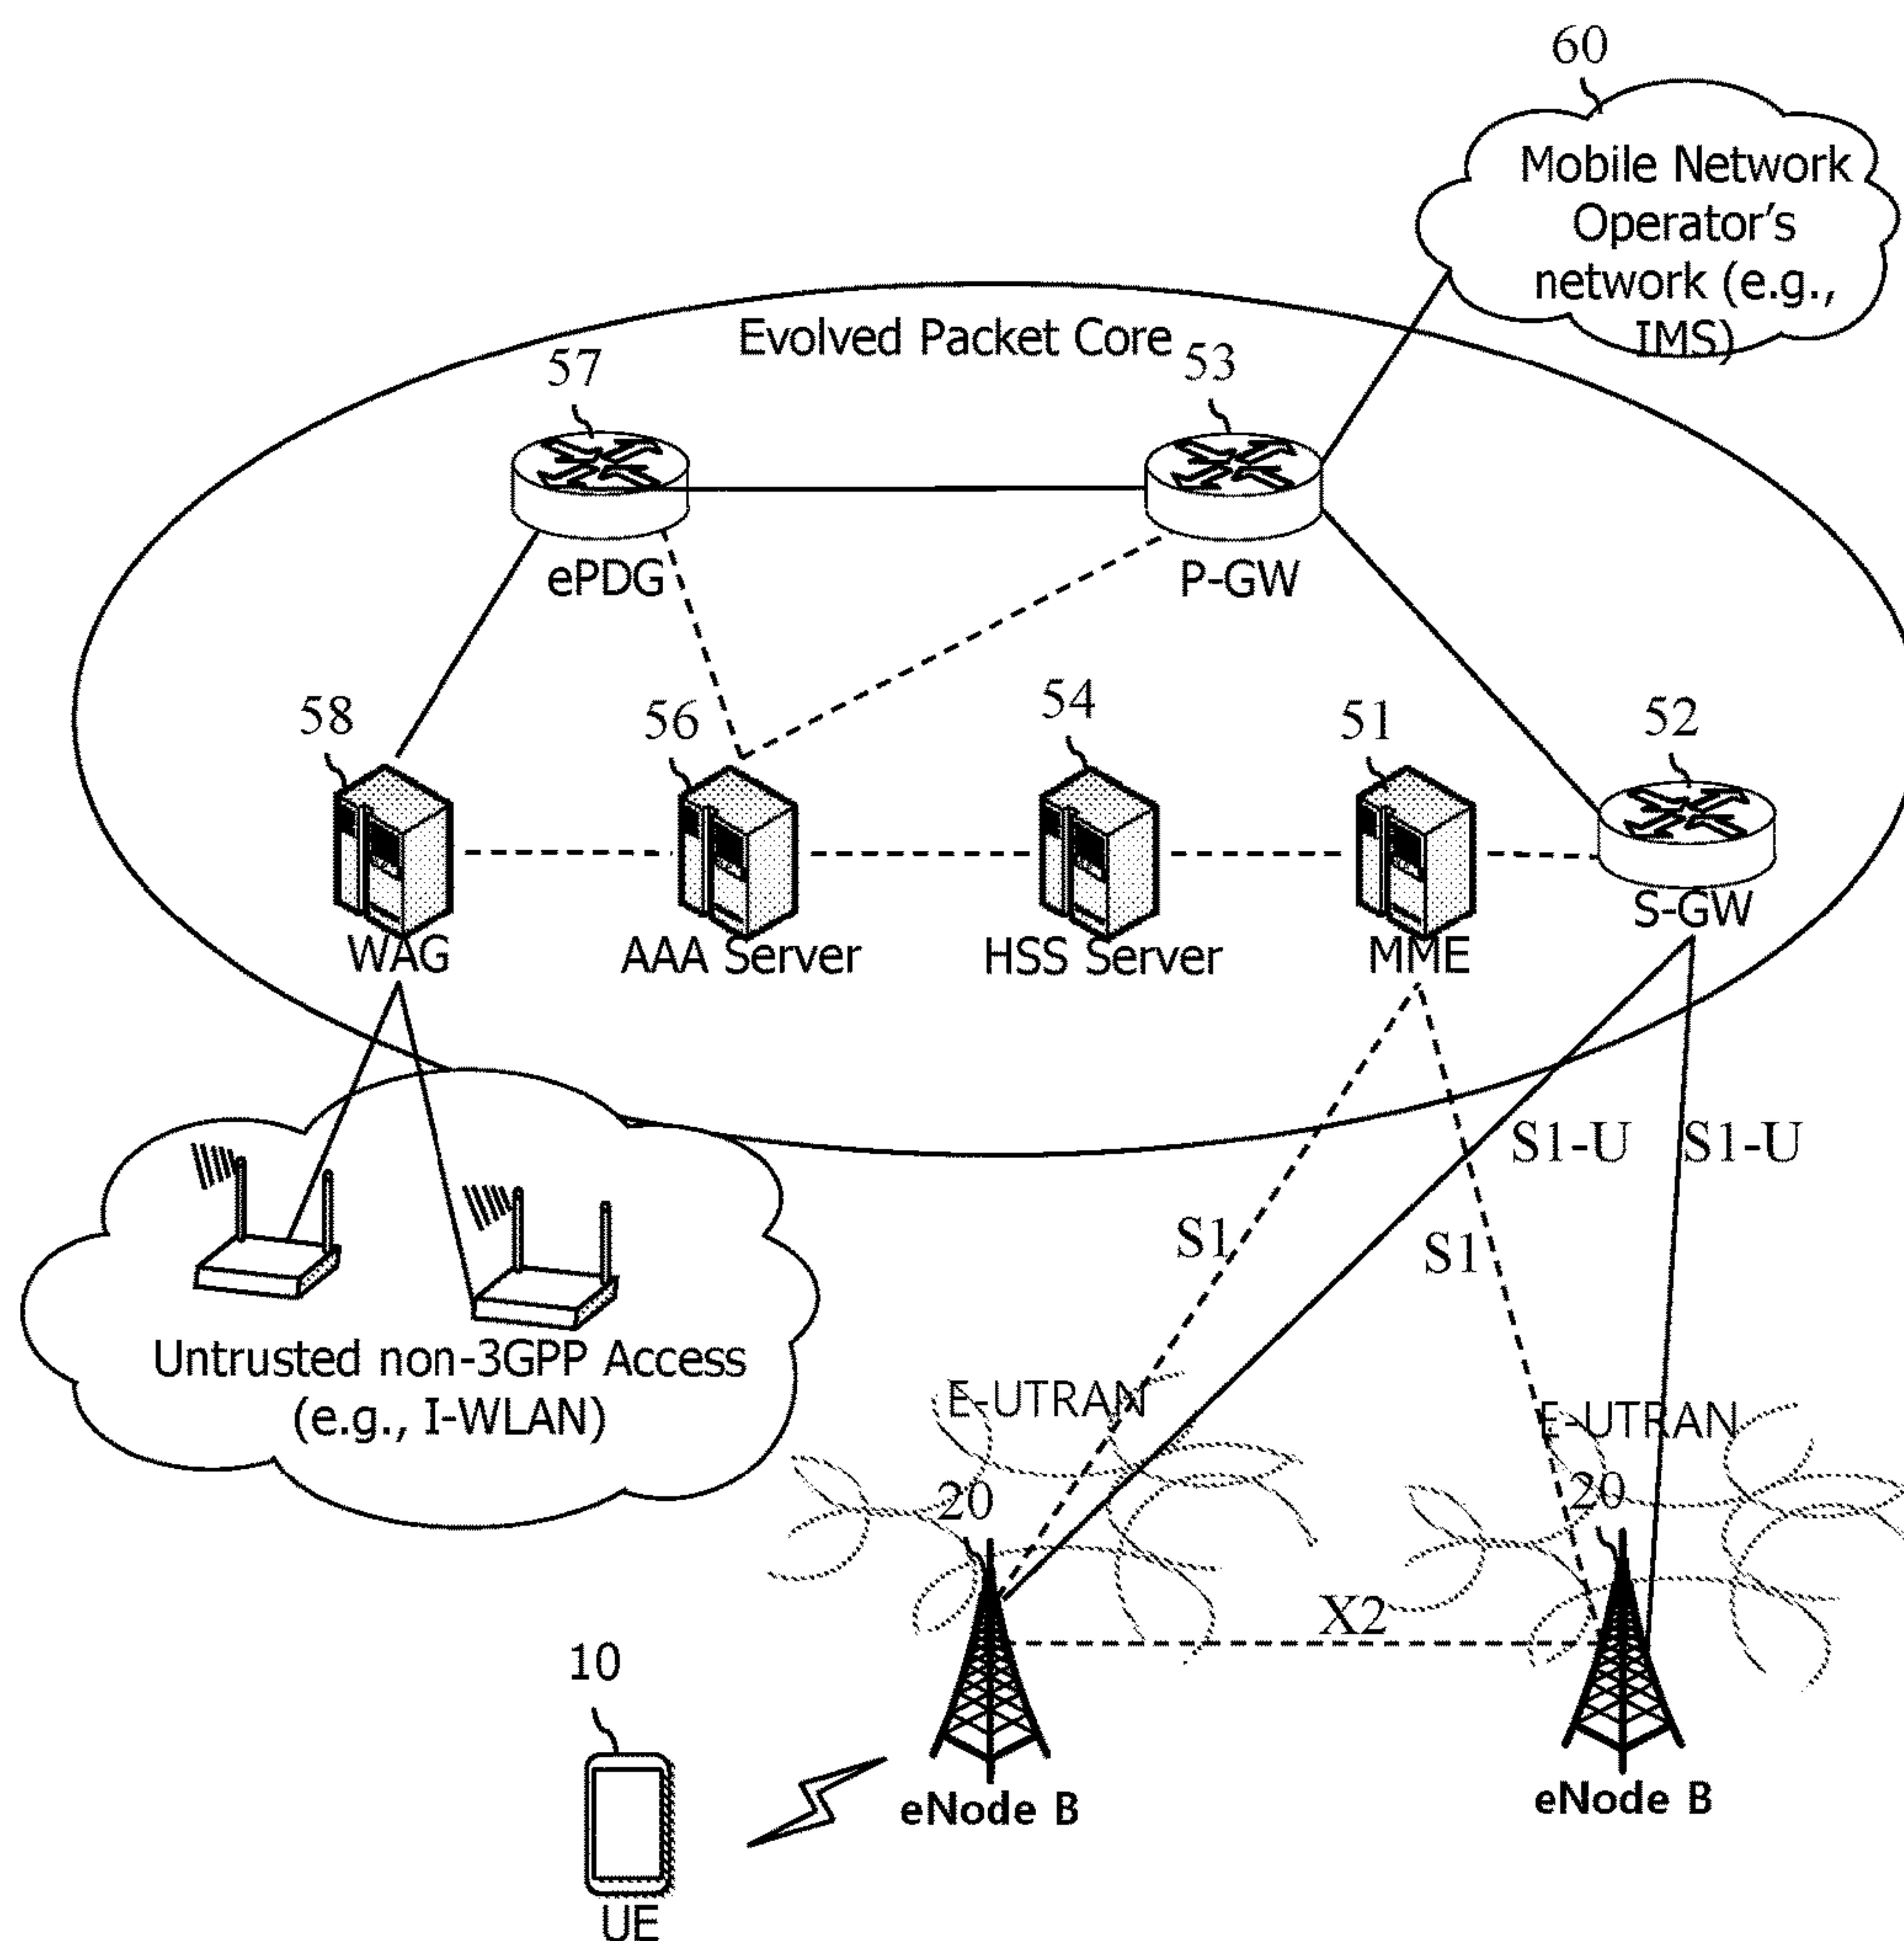 60
Mobile Network
Operator's
network (e.g.,
IMS)
Evolved Packet Core
57
53
ePDG
P-GW
58
56
54
51
52
WAG
AAA Server
HSS Server
MME
S-GW
S1-U
S1-U
S1
S1
Untrusted non-3GPP Access
(e.g., I-WLAN)
E-UTRAN
E-UTRAN
20
20
X2
10
eNode B
eNode B
UE